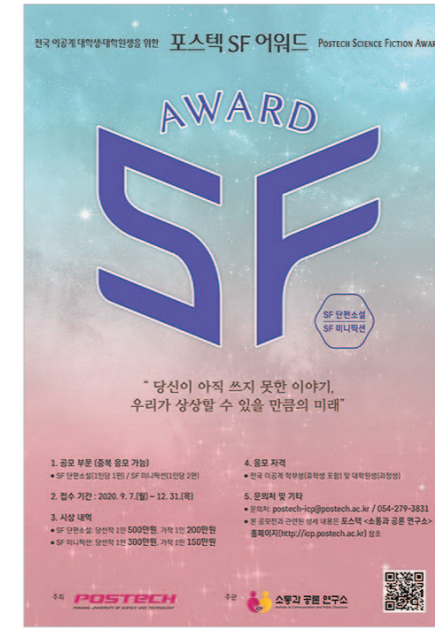 전국 이공계 대학생·대학원생을 위한 포스텍 SF 어워드 POSTECH SCIENCE FICTION AWAR
AWARD
SF
SF 단편소설
SF 미니픽션
“ 당신이 아직 쓰지 못한 이야기,
우리가 상상할 수 있을 만큼의 미래”
1. 공모 부문 (중복 응모 가능)
● SF 단편소설(1인당 1편) / SF 미니픽션(1인당 2편)
2. 접수 기간 : 2020. 9. 7.(월) – 12. 31.(목)
3. 시상 내역
● SF 단편소설: 당선작 1인 500만원, 가작 1인 200만원
● SF 미니픽션: 당선작 1인 300만원, 가작 1인 150만원
4. 응모 자격
● 전국 이공계 학부생(휴학생 포함) 및 대학원생(과정생)
5. 문의처 및 기타
● 문의처: postech-icp@postech.ac.kr / 054-279-3831
● 본 공모전과 관련된 상세 내용은 포스텍 <소통과 공론 연구소>
홈페이지(http://icp.postech.ac.kr) 참조
주최 POSTECH
POHANG UNIVERSITY OF SCIENCE AND TECHNOLOGY
주관 소통과 공론 연구소